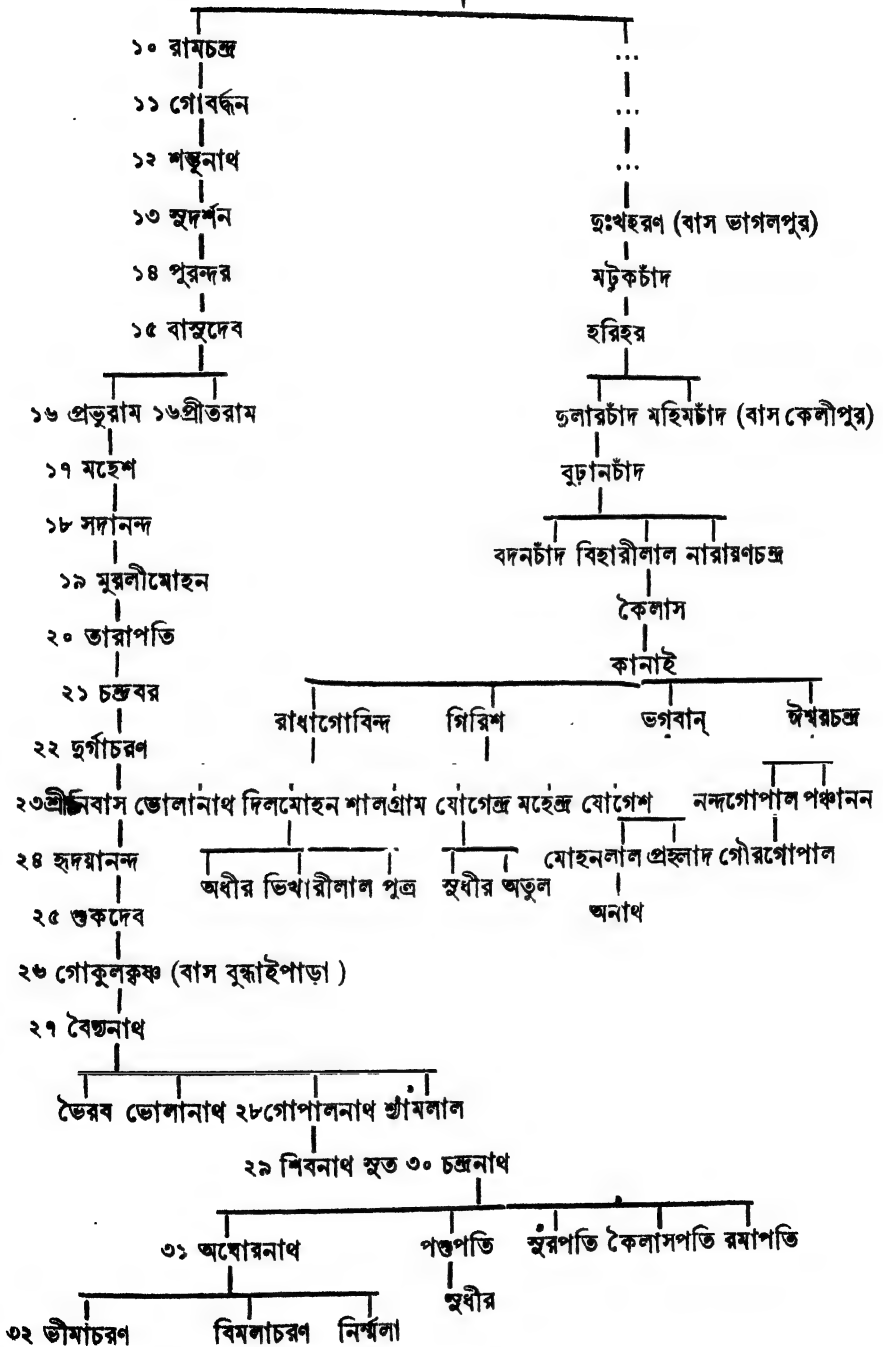 ১০ রামচন্দ্র ...
১১ গোবর্দ্ধন ...
১২ শম্ভুনাথ ...
১৩ সুদর্শন দুঃখহরণ (বাস ভাগলপুর)
১৪ পুরন্দর মটুকচাঁদ
১৫ বাসুদেব হরিহর
১৬ প্রভুরাম ১৬প্রীতরাম দুলারচাঁদ মহিমচাঁদ (বাস কেলীপুর)
১৭ মহেশ বুঢ়ানচাঁদ
১৮ সদানন্দ
বদনচাঁদ বিহারীলাল নারায়ণচন্দ্র
১৯ মুরলীমোহন কৈলাস
২০ তারাপতি
কানাই
২১ চন্দ্রবর
রাধাগোবিন্দ গিরিশ ভগবান্ ঈশ্বরচন্দ্র
২২ দুর্গাচরণ
২৩শ্রীনিবাস ভোলানাথ দিলমোহন শালগ্রাম যোগেন্দ্র মহেন্দ্র যোগেশ নন্দগোপাল পঞ্চানন
২৪ হৃদয়ানন্দ মোহনলাল প্রহ্লাদ গৌরগোপাল
অধীর ভিখারীলাল পুত্র সুধীর অতুল
২৫ শুকদেব অনাথ
২৬ গোকুলকৃষ্ণ (বাস বুন্ধাইপাড়া)
২৭ বৈদ্যনাথ
ভৈরব ভোলানাথ ২৮গোপালনাথ শ্যামলাল
২৯ শিবনাথ সুত ৩০ চন্দ্রনাথ
৩১ অঘোরনাথ পশুপতি সুরপতি কৈলাসপতি রমাপতি
সুধীর
৩২ ভীমাচরণ বিমলাচরণ নির্ম্মলা